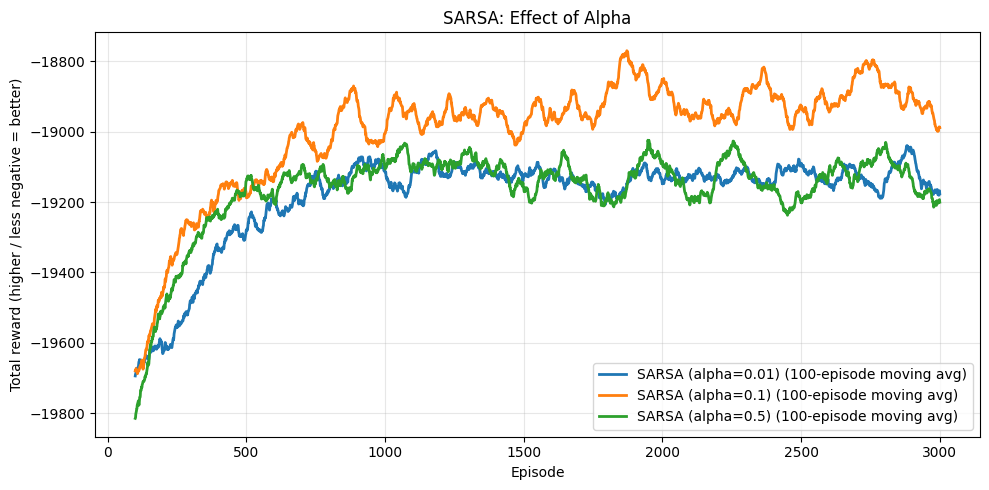 SARSA: Effect of Alpha
Total reward (higher / less negative = better)
−18800
−19000
−19200
−19400
−19600
−19800
SARSA (alpha=0.01) (100-episode moving avg)
SARSA (alpha=0.1) (100-episode moving avg)
SARSA (alpha=0.5) (100-episode moving avg)
0 500 1000 1500 2000 2500 3000
Episode